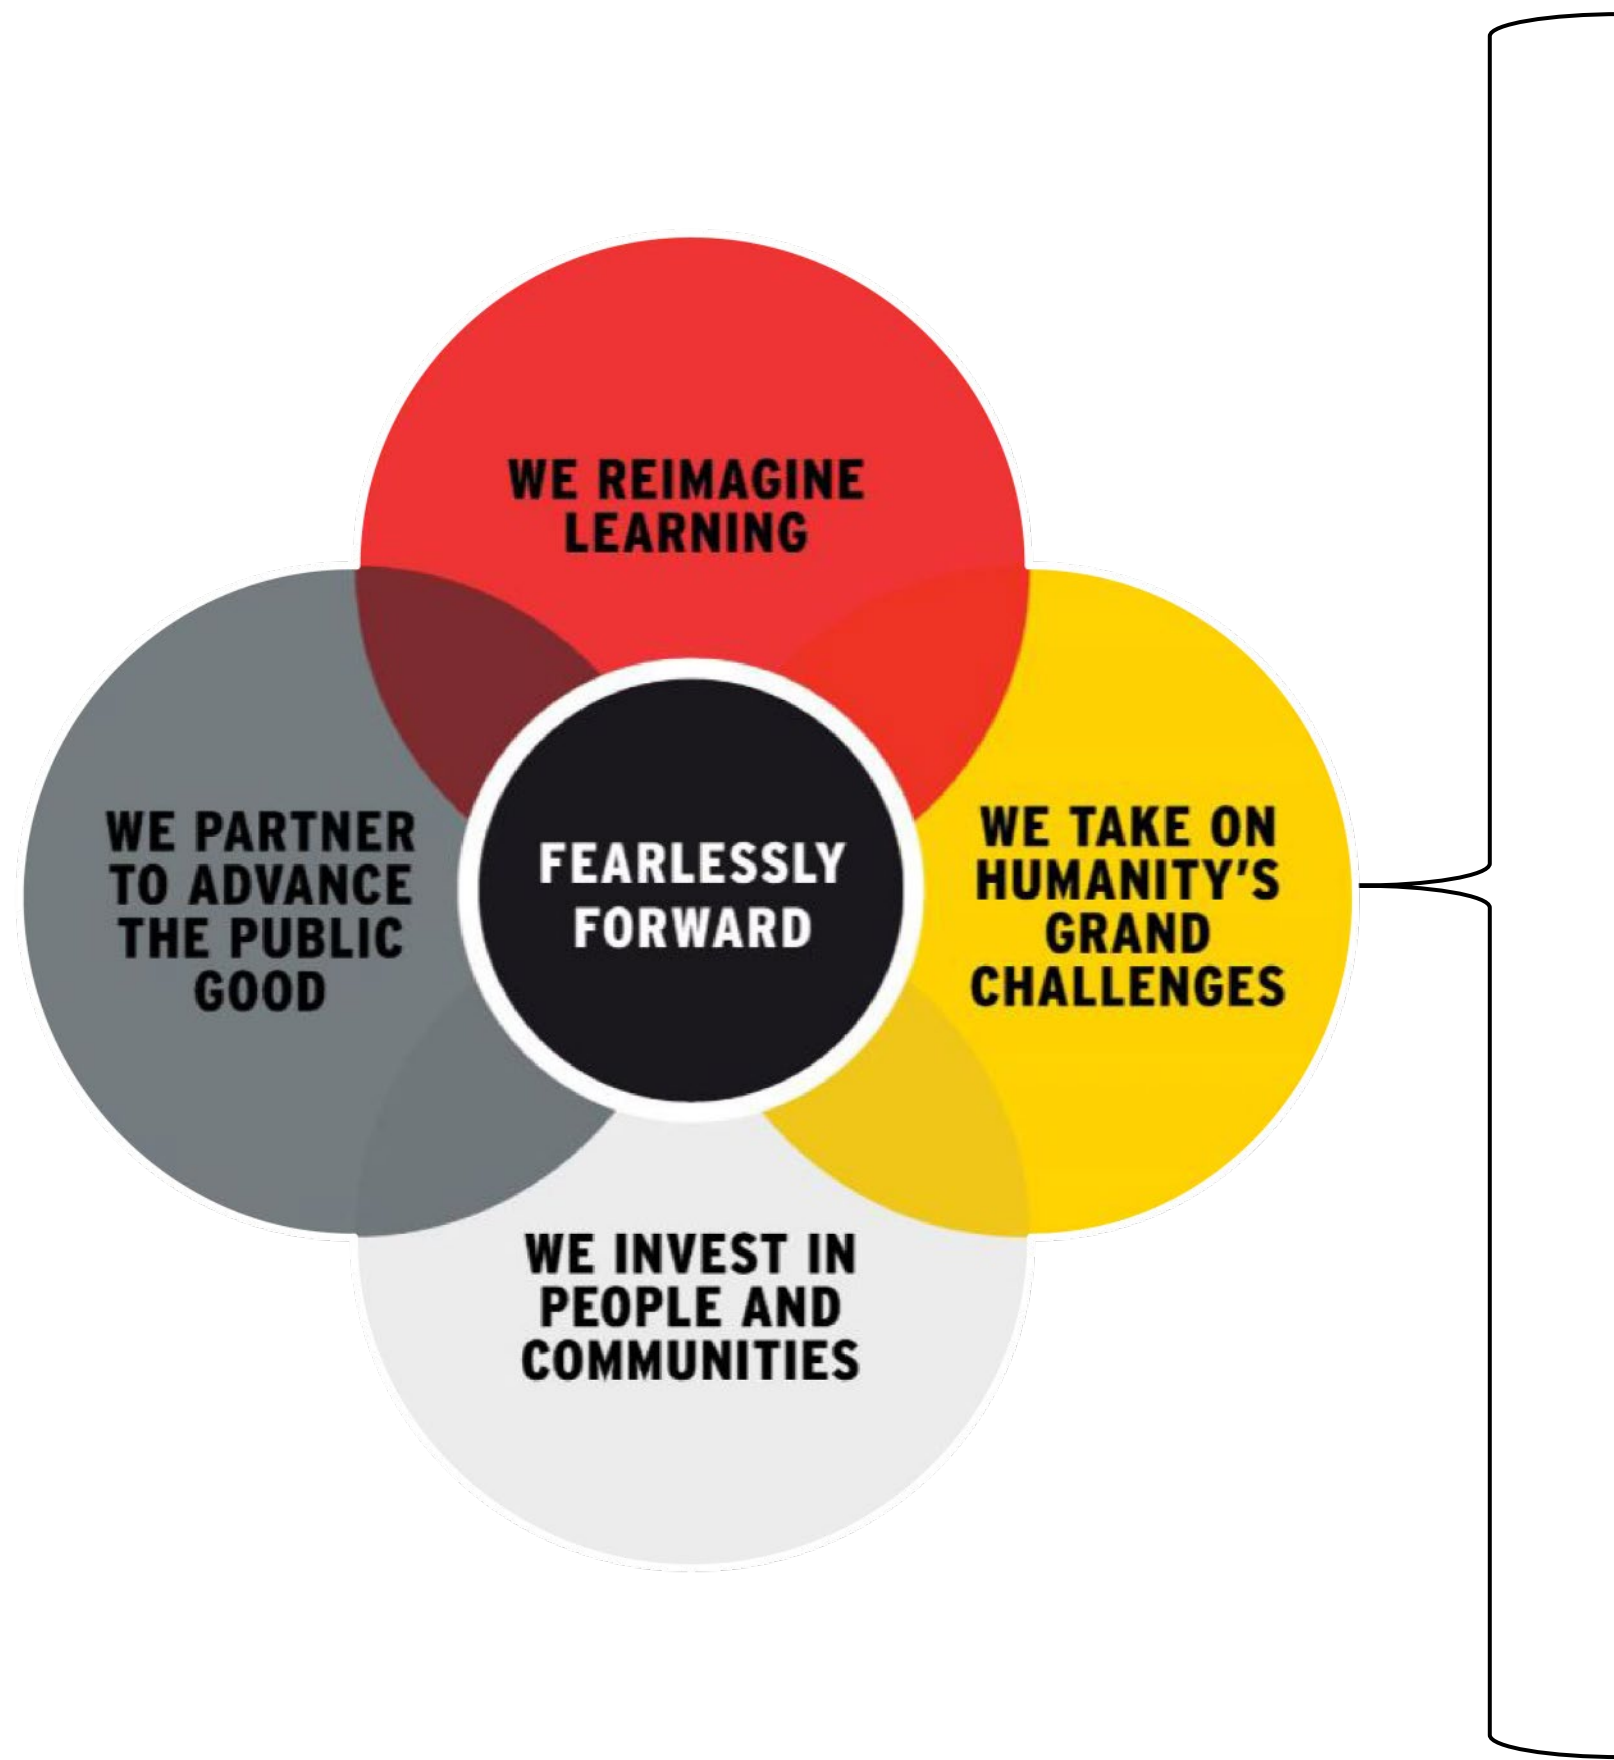 WE REIMAGINE
LEARNING
WE PARTNER
TO ADVANCE
THE PUBLIC
GOOD
FEARLESSLY
FORWARD
WE TAKE ON
HUMANITY'S
GRAND
CHALLENGES
WE INVEST IN
PEOPLE AND
COMMUNITIES